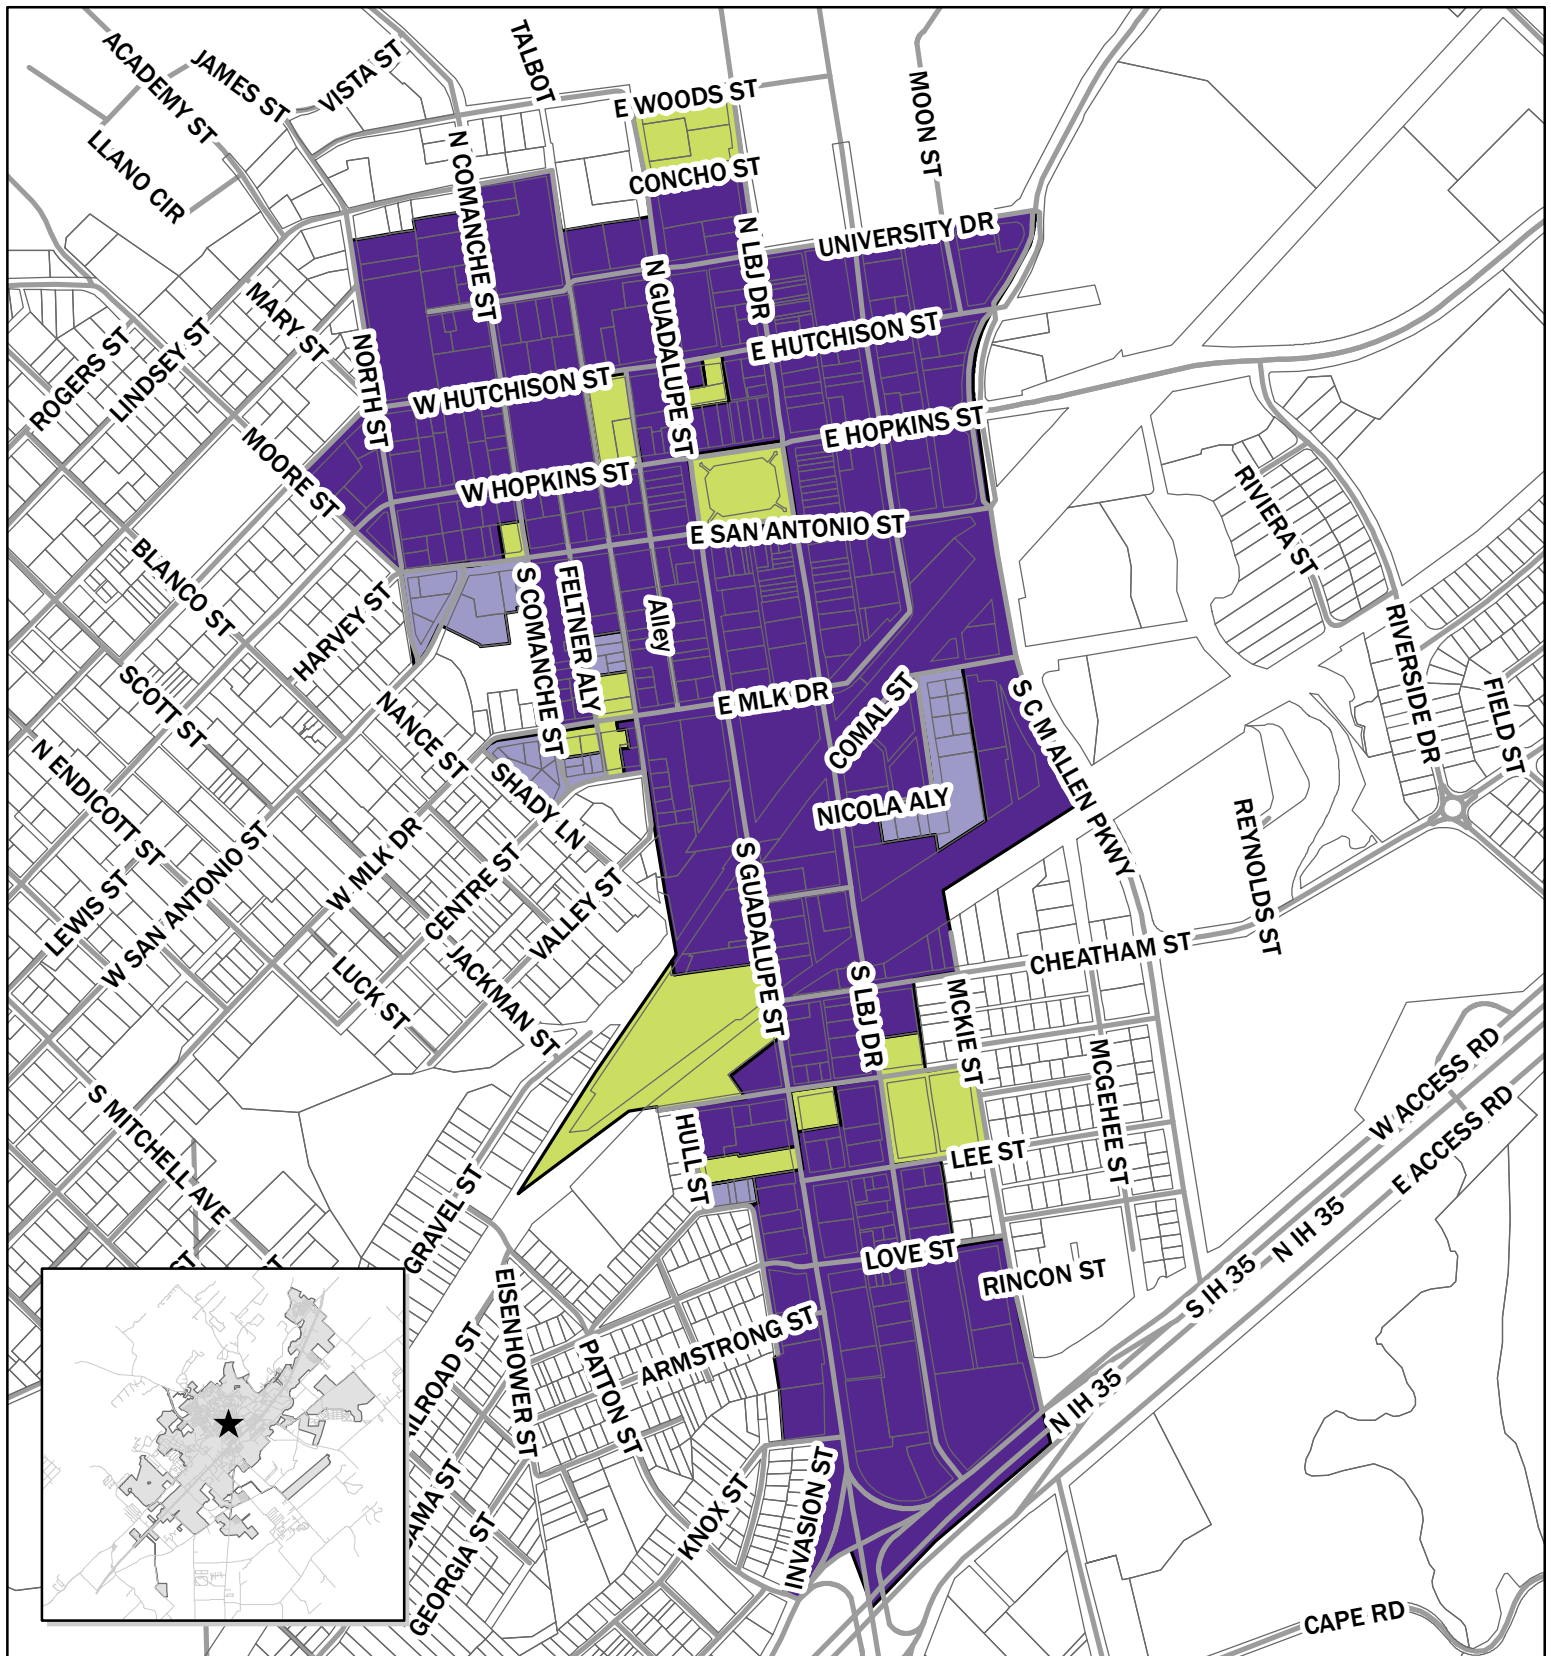 ACADEMY ST
JAMES ST
VISTA ST
TALBOT
LLANO CIR
E WOODS ST
MOON ST
N COMANCHE ST
CONCHO ST
N LBJ DR
UNIVERSITY DR
MARY ST
N GUADALUPE ST
ROGERS ST
LINDSEY ST
NORTH ST
E HUTCHISON ST
W HUTCHISON ST
MOORE ST
E HOPKINS ST
W HOPKINS ST
RIVIERA ST
E SAN ANTONIO ST
BLANCO ST
HARVEY ST
S COMANCHE ST
FELTNER ALY
Alley
RIVERSIDE DR
SCOTT ST
NANCE ST
E MLK DR
COMAL ST
S C M ALLEN PKWY
FIELD ST
N ENDICOTT ST
SHADY LN
NICOLA ALY
REYNOLDS ST
LEWIS ST
W SAN ANTONIO ST
W MLK DR
CENTRE ST
VALLEY ST
S GUADALUPE ST
LUCK ST
JACKMAN ST
CHEATHAM ST
S LBJ DR
MCKIE ST
MCGEHEE ST
W ACCESS RD
E ACCESS RD
S MITCHELL AVE
HULL ST
LEE ST
GRAVEL ST
LOVE ST
RINCON ST
N IH 35
S IH 35
ST
ST
EISENHOWER ST
PATTON ST
ARMSTRONG ST
N IH 35
KNOX ST
INVASION ST
GEORGIA ST
CAPE RD